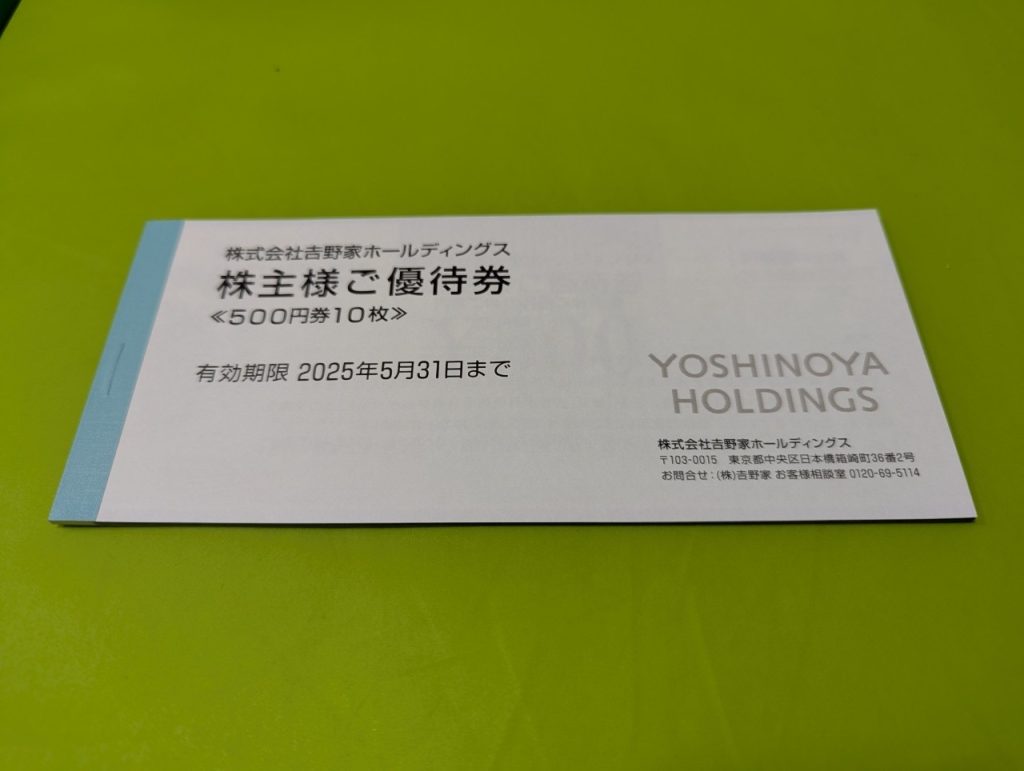 株式会社吉野家ホールディングス
株主様ご優待券
≪500円券10枚≫
有効期限 2025年5月31日まで
YOSHINOYA
HOLDINGS
株式会社吉野家ホールディングス
〒103-0015 東京都中央区日本橋箱崎町36番2号
お問合せ:(株)吉野家 お客様相談室 0120-69-5114